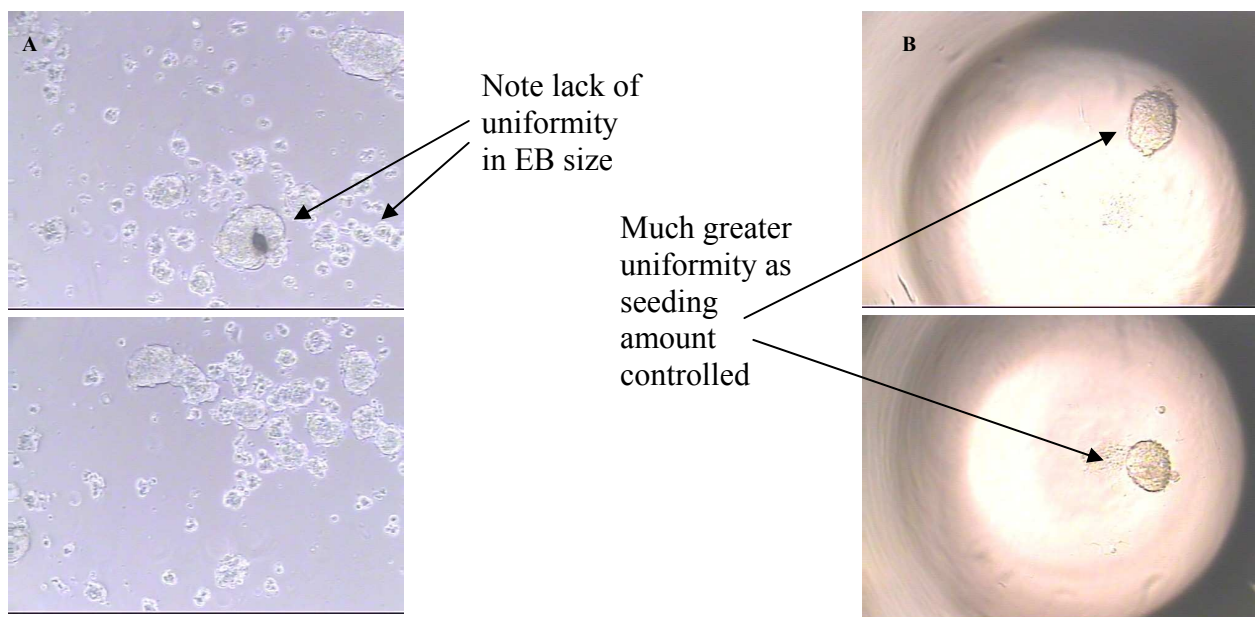 A
Note lack of
uniformity
in EB size
B
Much greater
uniformity as
seeding
amount
controlled